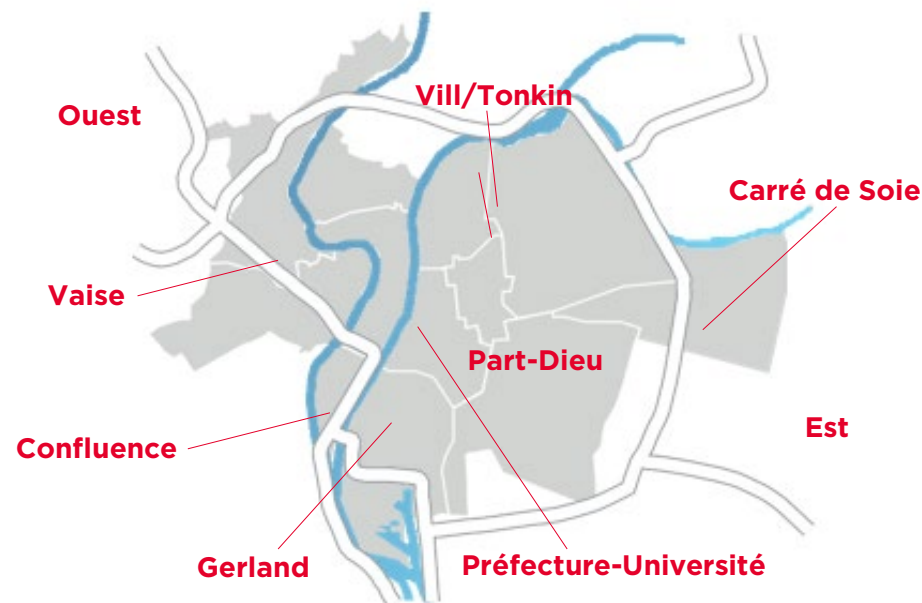 Vill/Tonkin
Ouest
Carré de Soie
Vaise
Part-Dieu
Est
Confluence
Gerland
Préfecture-Université